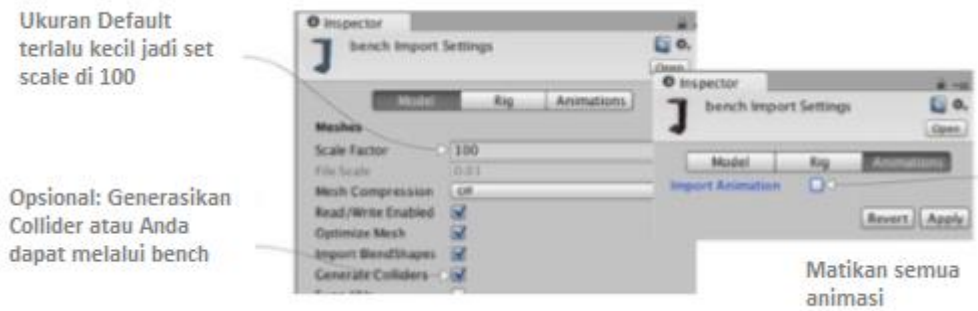 Ukuran Default
terlalu kecil jadi set
scale di 100
Opsional: Generasikan
Collider atau Anda
dapat melalui bench
Inspector
bench Import Settings
Open
Model Rig Animations
Meshes
Scale Factor 100
File Scale 0.01
Mesh Compression Off
Read/Write Enabled
Optimize Mesh
Import BlendShapes
Generate Colliders
Inspector
bench Import Settings
Open
Model Rig Animations
Import Animation
Revert Apply
Matikan semua
animasi